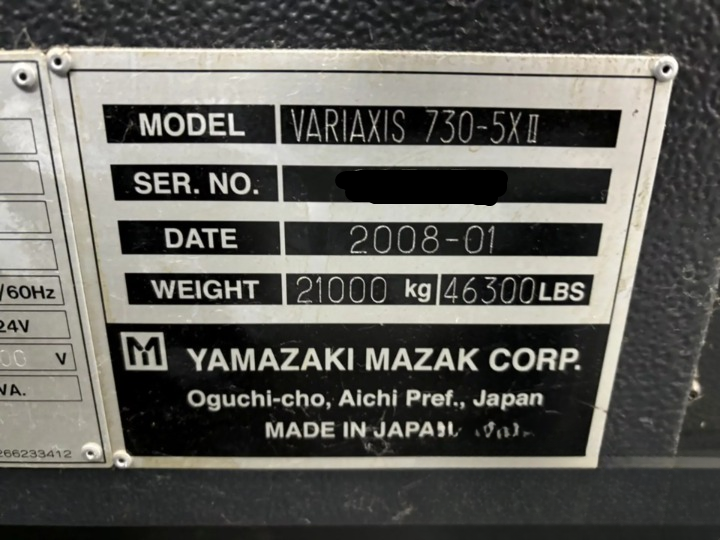 MODEL VARIAXIS 730-5XⅡ
SER. NO.
DATE 2008-01
WEIGHT 21000 kg 46300 LBS
YAMAZAKI MAZAK CORP.
Oguchi-cho, Aichi Pref., Japan
MADE IN JAPAN
/60Hz
24V
00 V
VA.
266233412